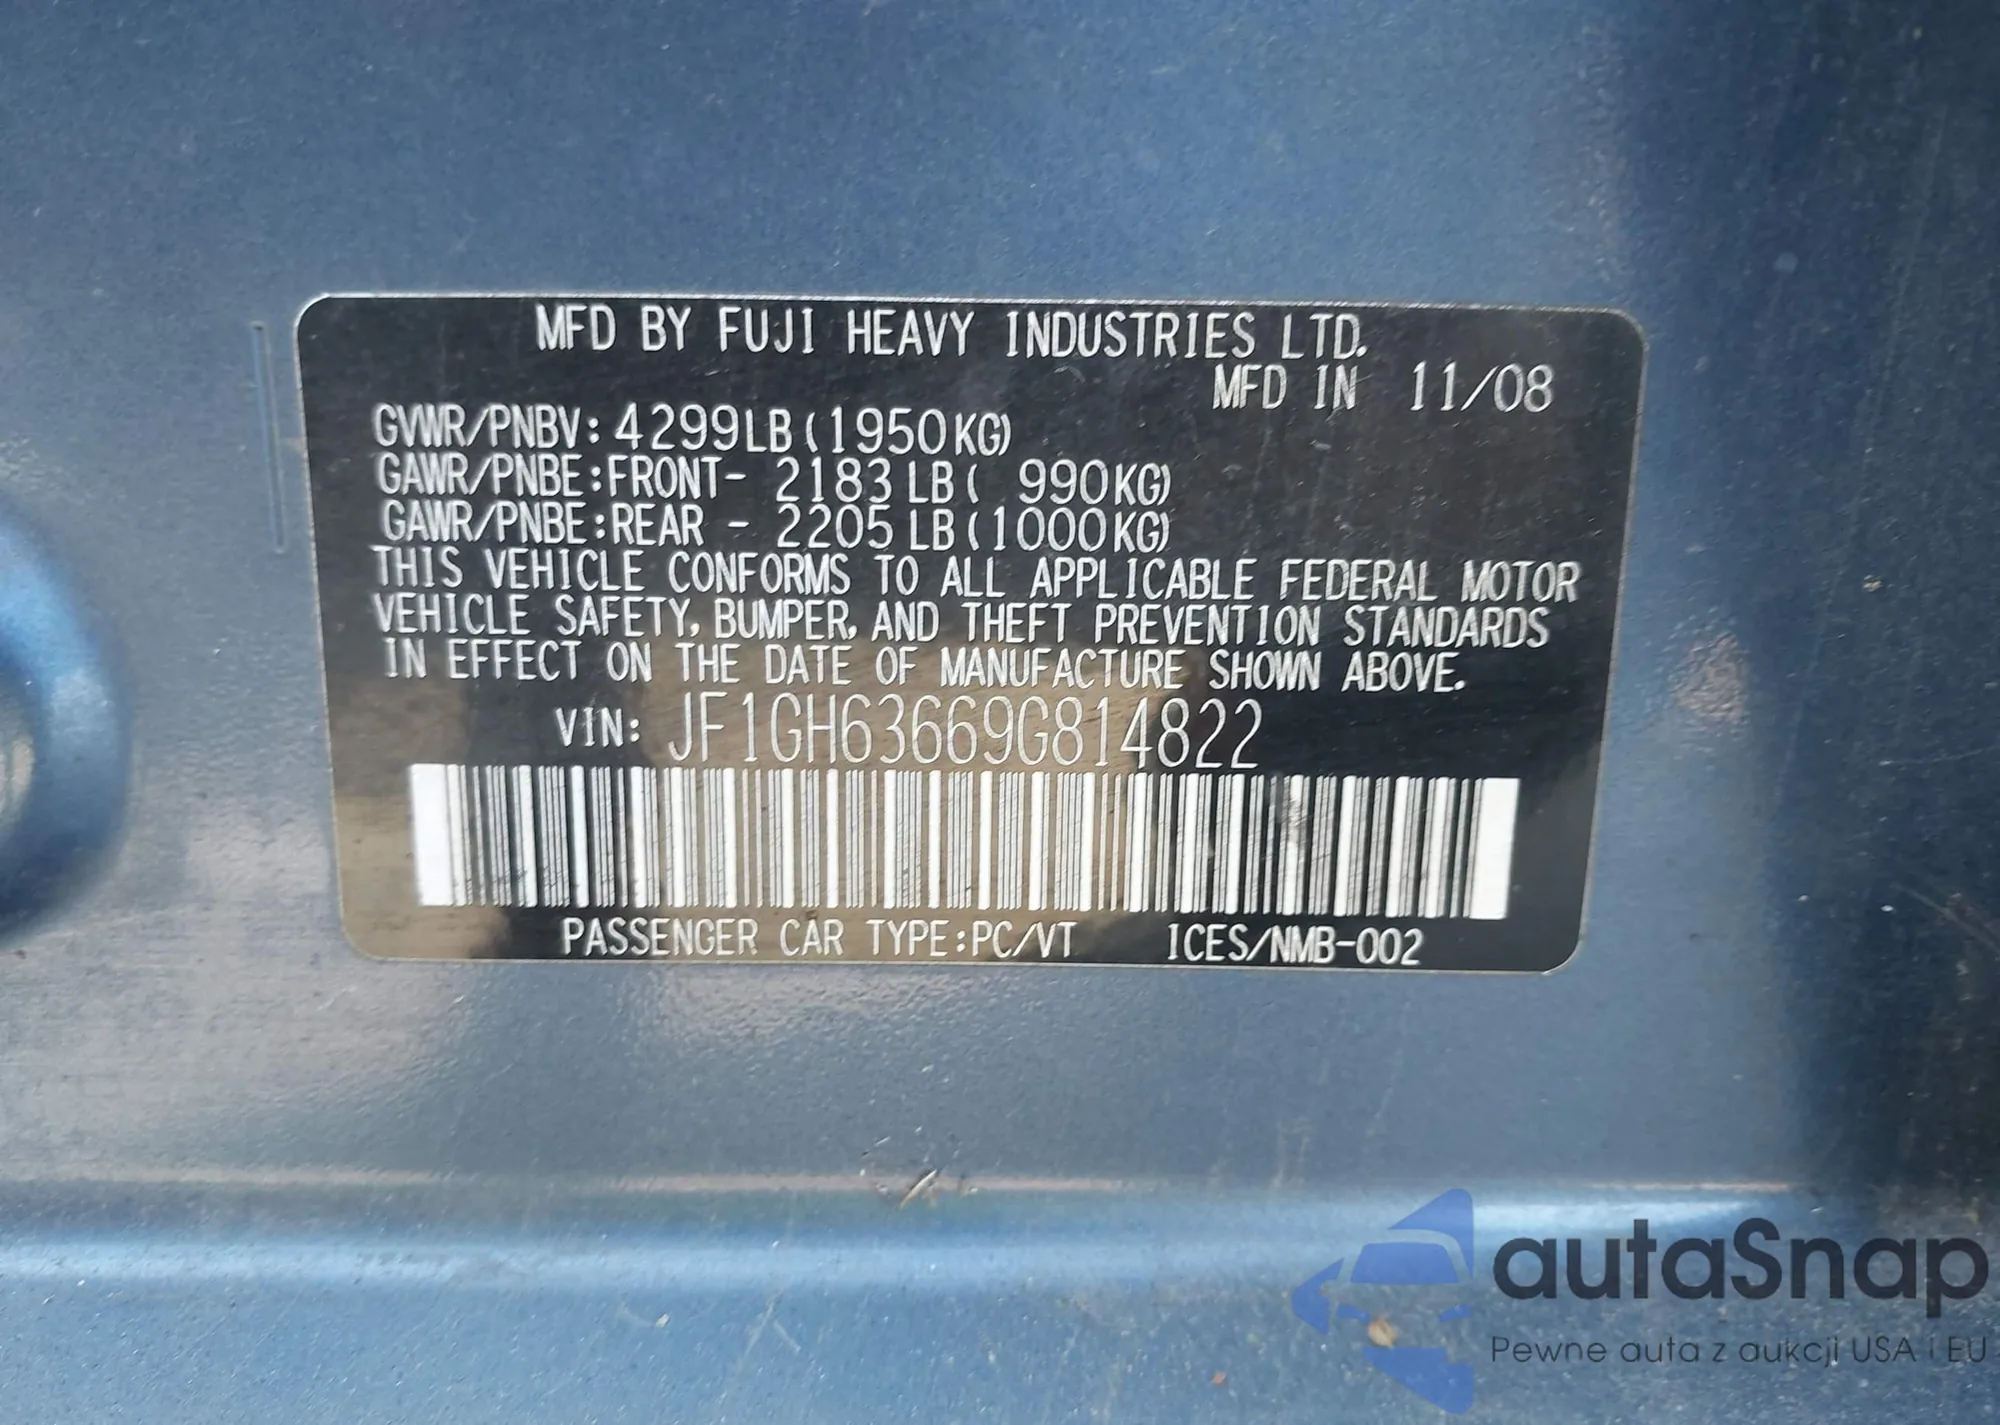 MFD BY FUJI HEAVY INDUSTRIES LTD.
MFD IN 11/08
GVWR/PNBV: 4299LB (1950KG)
GAWR/PNBE:FRONT- 2183 LB ( 990KG)
GAWR/PNBE:REAR - 2205 LB (1000KG)
THIS VEHICLE CONFORMS TO ALL APPLICABLE FEDERAL MOTOR
VEHICLE SAFETY, BUMPER, AND THEFT PREVENTION STANDARDS
IN EFFECT ON THE DATE OF MANUFACTURE SHOWN ABOVE.
VIN: JF1GH63669G814822
PASSENGER CAR TYPE:PC/VT ICES/NMB-002
autaSnap
Pewne auta z aukcji USA i EU